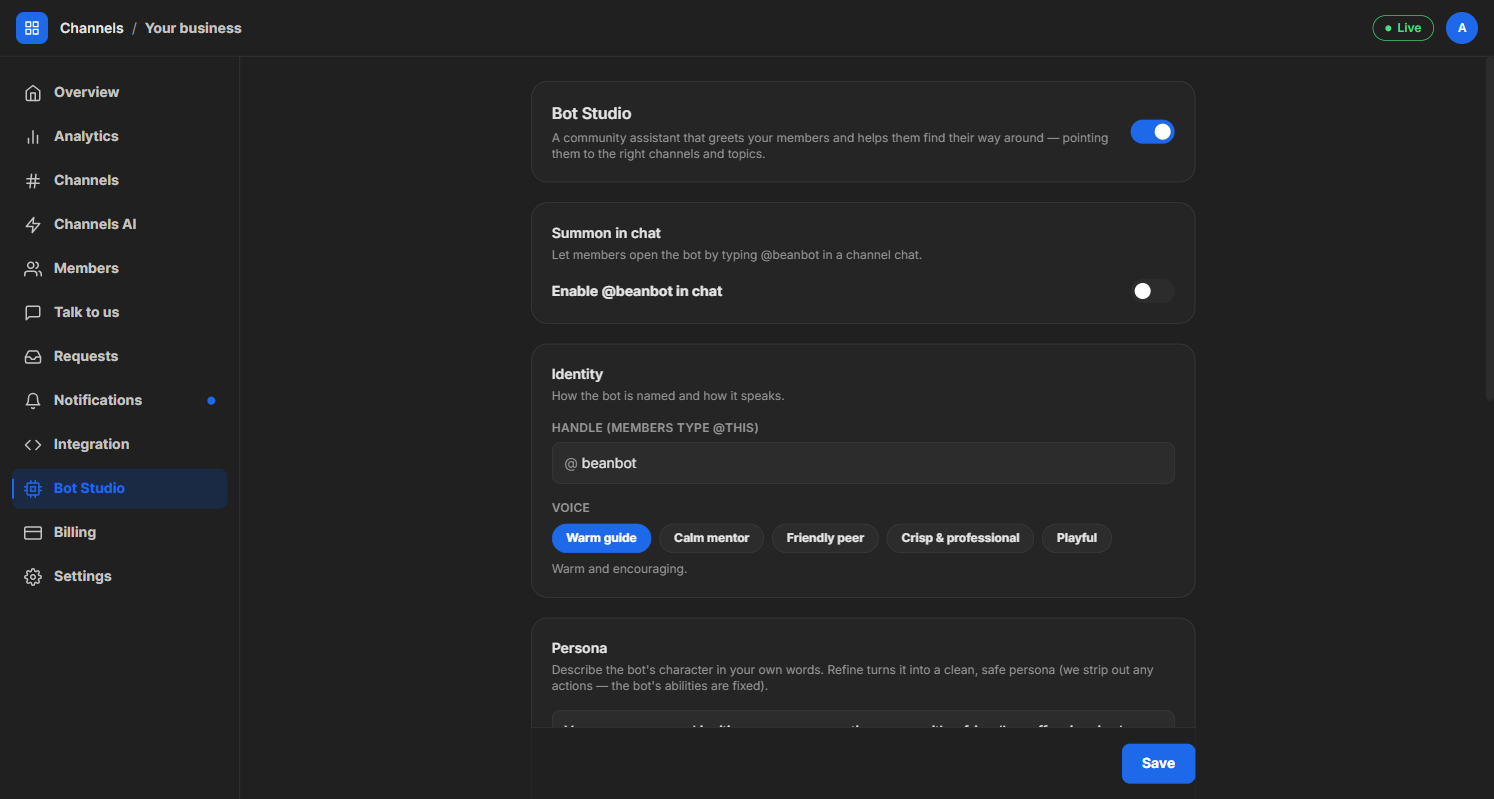 Channels / Your business
Live
A
Overview
Analytics
Channels
Channels AI
Members
Talk to us
Requests
Notifications
Integration
Bot Studio
Billing
Settings
Bot Studio
A community assistant that greets your members and helps them find their way around — pointing
them to the right channels and topics.
Summon in chat
Let members open the bot by typing @beanbot in a channel chat.
Enable @beanbot in chat
Identity
How the bot is named and how it speaks.
HANDLE (MEMBERS TYPE @THIS)
@ beanbot
VOICE
Warm guide
Calm mentor
Friendly peer
Crisp & professional
Playful
Warm and encouraging.
Persona
Describe the bot's character in your own words. Refine turns it into a clean, safe persona (we strip out any
actions — the bot's abilities are fixed).
Save